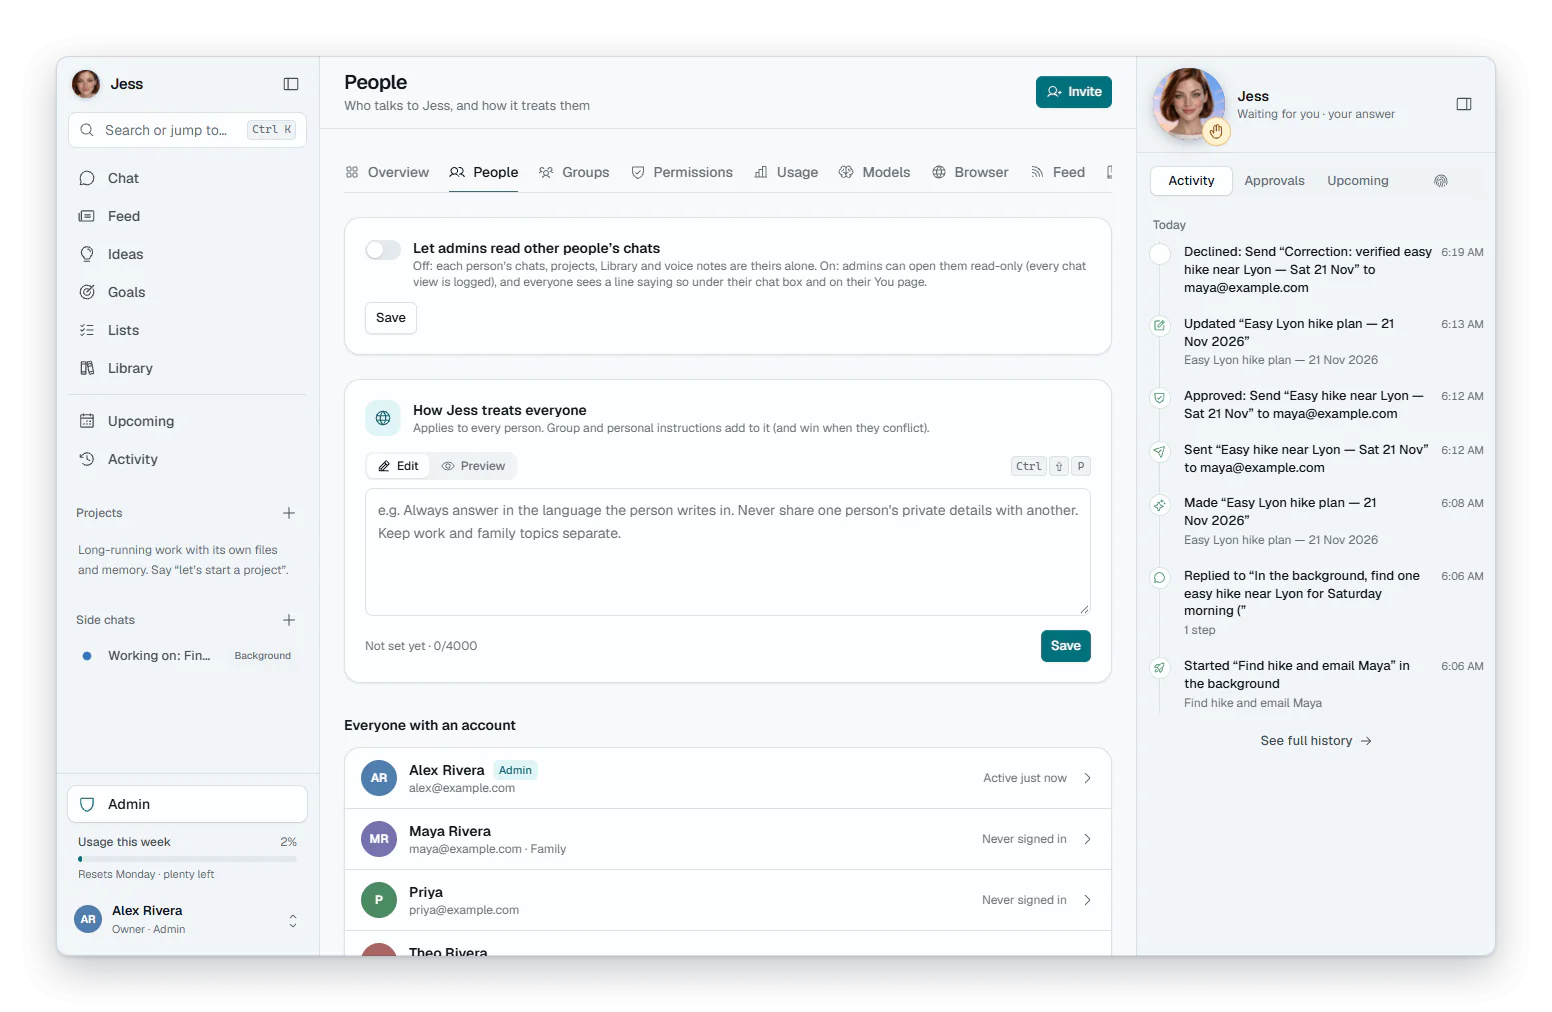 Jess
Search or jump to...
Ctrl K
Chat
Feed
Ideas
Goals
Lists
Library
Upcoming
Activity
Projects
Long-running work with its own files
and memory. Say “let’s start a project”.
Side chats
Working on: Fin...
Background
Admin
Usage this week
2%
Resets Monday · plenty left
AR
Alex Rivera
Owner · Admin
People
Who talks to Jess, and how it treats them
Invite
Overview
People
Groups
Permissions
Usage
Models
Browser
Feed
Let admins read other people’s chats
Off: each person’s chats, projects, Library and voice notes are theirs alone. On: admins can open them read-only (every chat
view is logged), and everyone sees a line saying so under their chat box and on their You page.
Save
How Jess treats everyone
Applies to every person. Group and personal instructions add to it (and win when they conflict).
Edit
Preview
Ctrl ⇧ P
e.g. Always answer in the language the person writes in. Never share one person's private details with another.
Keep work and family topics separate.
Not set yet · 0/4000
Save
Everyone with an account
AR
Alex Rivera
Admin
alex@example.com
Active just now
MR
Maya Rivera
maya@example.com · Family
Never signed in
P
Priya
priya@example.com
Never signed in
Theo Rivera
Jess
Waiting for you · your answer
Activity
Approvals
Upcoming
Today
Declined: Send “Correction: verified easy
hike near Lyon — Sat 21 Nov” to
maya@example.com
6:19 AM
Updated “Easy Lyon hike plan — 21
Nov 2026”
Easy Lyon hike plan — 21 Nov 2026
6:13 AM
Approved: Send “Easy hike near Lyon —
Sat 21 Nov” to maya@example.com
6:12 AM
Sent “Easy hike near Lyon — Sat 21 Nov”
to maya@example.com
6:12 AM
Made “Easy Lyon hike plan — 21
Nov 2026”
Easy Lyon hike plan — 21 Nov 2026
6:08 AM
Replied to “In the background, find one
easy hike near Lyon for Saturday
morning (”
1 step
6:06 AM
Started “Find hike and email Maya” in
the background
Find hike and email Maya
6:06 AM
See full history →